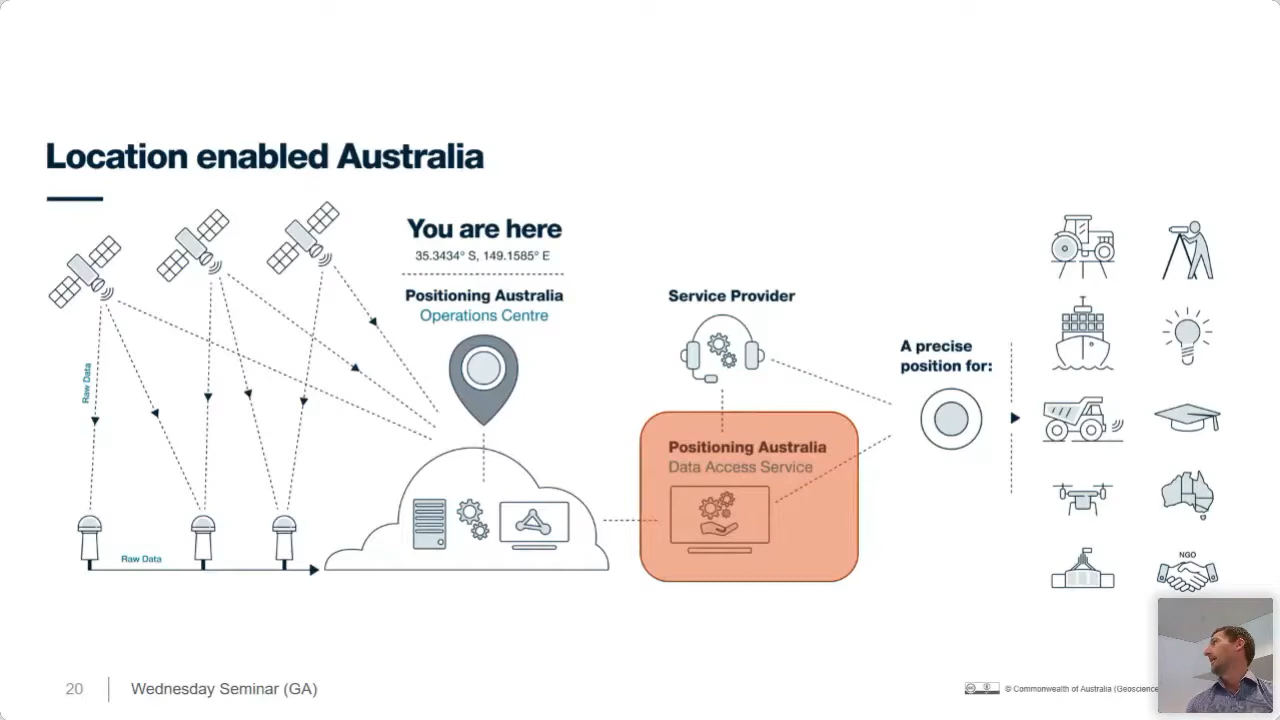 Location enabled Australia
You are here
35.3434° S, 149.1585° E
Positioning Australia
Operations Centre
Service Provider
A precise
position for:
Raw Data
Positioning Australia
Data Access Service
Raw Data
NGO
20
Wednesday Seminar (GA)
© Commonwealth of Australia (Geoscience